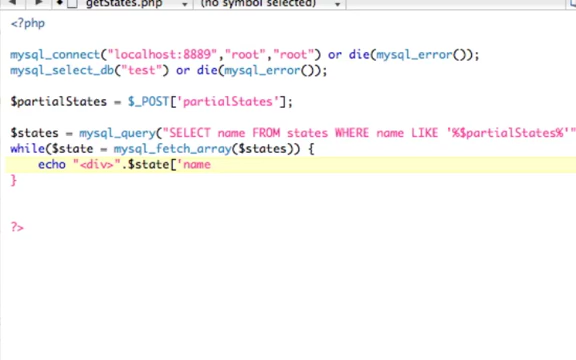 getStates.php (no symbol selected)
<?php
mysql_connect("localhost:8889","root","root") or die(mysql_error());
mysql_select_db("test") or die(mysql_error());
$partialStates = $_POST['partialStates'];
$states = mysql_query("SELECT name FROM states WHERE name LIKE '%$partialStates%'"
while($state = mysql_fetch_array($states)) {
echo "<div>".$state['name
}
?>